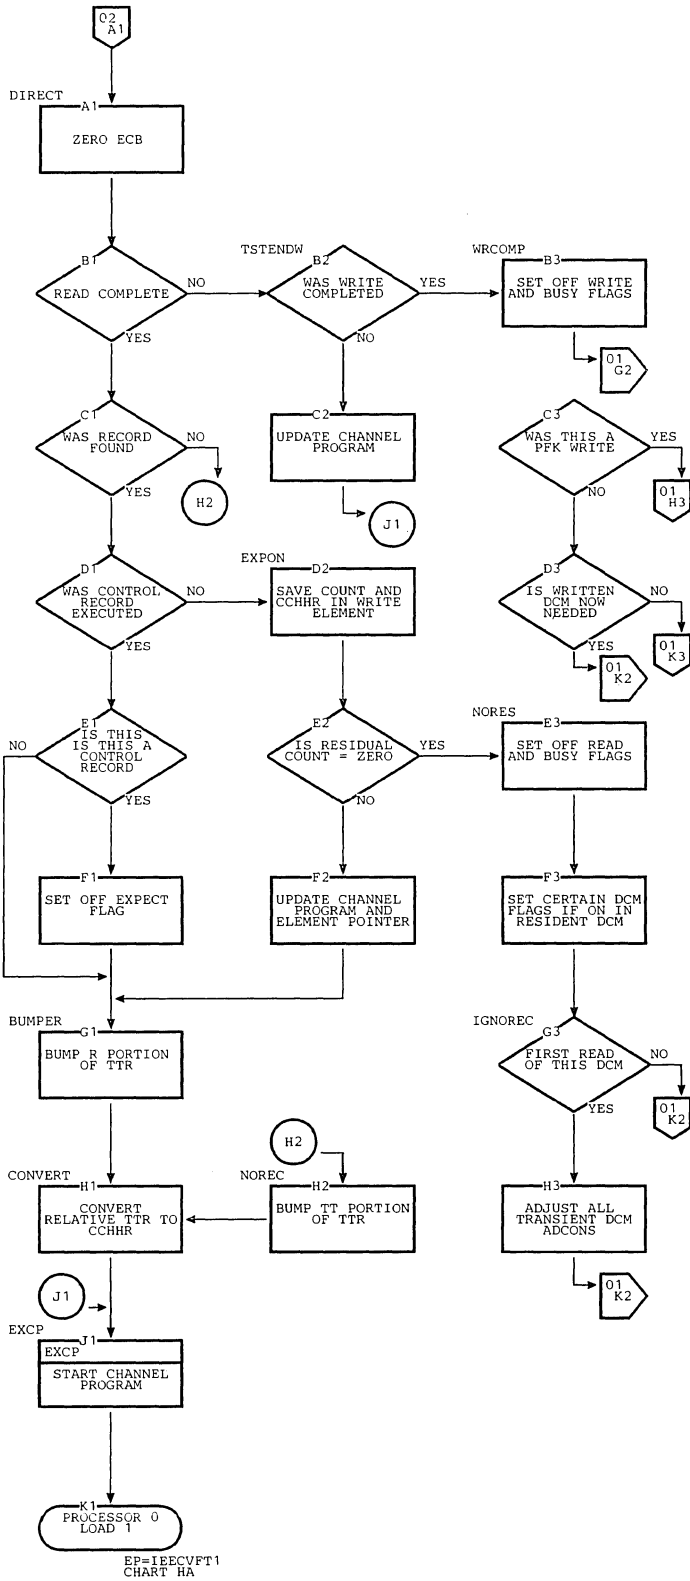 02
A1
DIRECT
A1
ZERO ECB
B1
READ COMPLETE
NO
YES
TSTENDW
B2
WAS WRITE
COMPLETED
YES
NO
WRCOMP
B3
SET OFF WRITE
AND BUSY FLAGS
01
G2
C1
WAS RECORD
FOUND
NO
YES
H2
C2
UPDATE CHANNEL
PROGRAM
J1
C3
WAS THIS A
PFK WRITE
YES
NO
01
H3
D1
WAS CONTROL
RECORD
EXECUTED
NO
YES
EXPON
D2
SAVE COUNT AND
CCHHR IN WRITE
ELEMENT
D3
IS WRITTEN
DCM NOW
NEEDED
NO
YES
01
K2
01
K3
NO
E1
IS THIS
IS THIS A
CONTROL
RECORD
YES
E2
IS RESIDUAL
COUNT = ZERO
YES
NO
NORES
E3
SET OFF READ
AND BUSY FLAGS
F1
SET OFF EXPECT
FLAG
F2
UPDATE CHANNEL
PROGRAM AND
ELEMENT POINTER
F3
SET CERTAIN DCM
FLAGS IF ON IN
RESIDENT DCM
BUMPER
G1
BUMP R PORTION
OF TTR
IGNOREC
G3
FIRST READ
OF THIS DCM
NO
YES
01
K2
H2
CONVERT
H1
CONVERT
RELATIVE TTR TO
CCHHR
NOREC
H2
BUMP TT PORTION
OF TTR
H3
ADJUST ALL
TRANSIENT DCM
ADCONS
01
K2
J1
EXCP
J1
EXCP
START CHANNEL
PROGRAM
K1
PROCESSOR 0
LOAD 1
EP=IEECVFT1
CHART HA